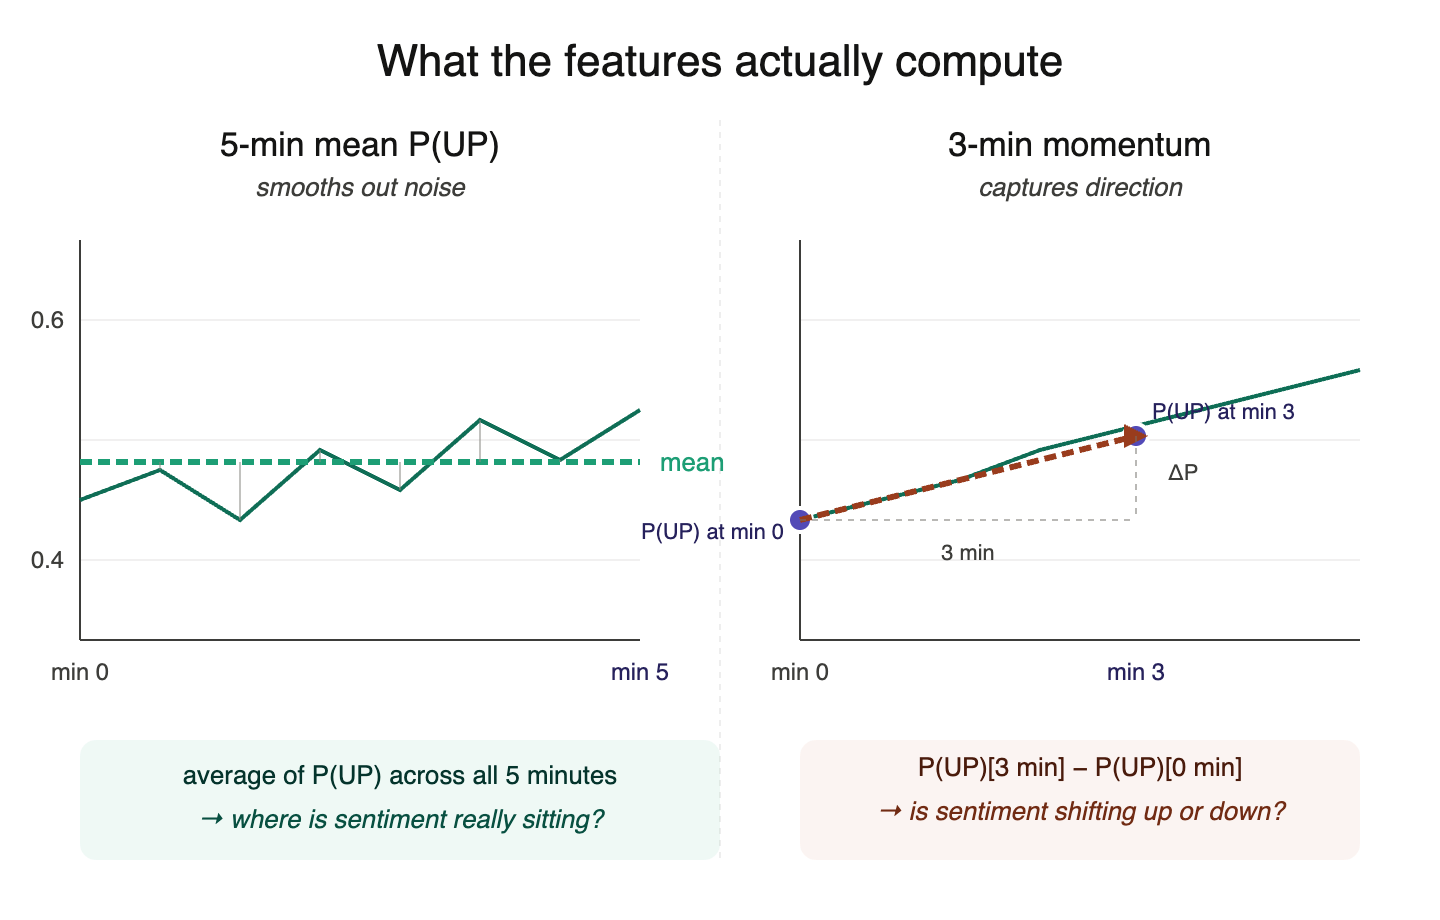 What the features actually compute
5-min mean P(UP)
smooths out noise
0.6
0.4
mean
min 0
min 5
average of P(UP) across all 5 minutes
→ where is sentiment really sitting?
3-min momentum
captures direction
P(UP) at min 3
ΔP
P(UP) at min 0
3 min
min 0
min 3
P(UP)[3 min] – P(UP)[0 min]
→ is sentiment shifting up or down?